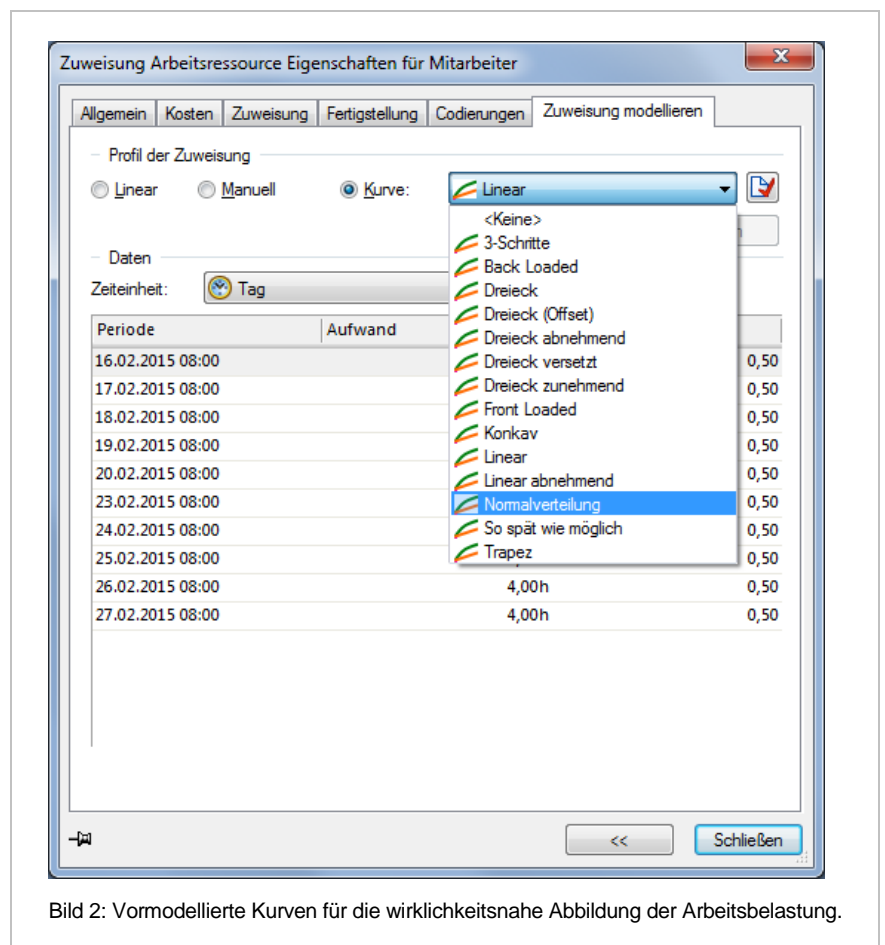 Zuweisung Arbeitsressource Eigenschaften für Mitarbeiter
Allgemein Kosten Zuweisung Fertigstellung Codierungen Zuweisung modellieren
Profil der Zuweisung
Linear Manuell Kurve: Linear
<Keine>
3-Schritte
Back Loaded
Dreieck
Dreieck (Offset)
Dreieck abnehmend
Dreieck versetzt
Dreieck zunehmend
Front Loaded
Konkav
Linear
Linear abnehmend
Normalverteilung
So spät wie möglich
Trapez
Daten
Zeiteinheit: Tag
Periode Aufwand
16.02.2015 08:00 0,50
17.02.2015 08:00 0,50
18.02.2015 08:00 0,50
19.02.2015 08:00 0,50
20.02.2015 08:00 0,50
23.02.2015 08:00 0,50
24.02.2015 08:00 0,50
25.02.2015 08:00 0,50
26.02.2015 08:00 4,00h 0,50
27.02.2015 08:00 4,00h 0,50
<< Schließen
Bild 2: Vormodellierte Kurven für die wirklichkeitsnahe Abbildung der Arbeitsbelastung.